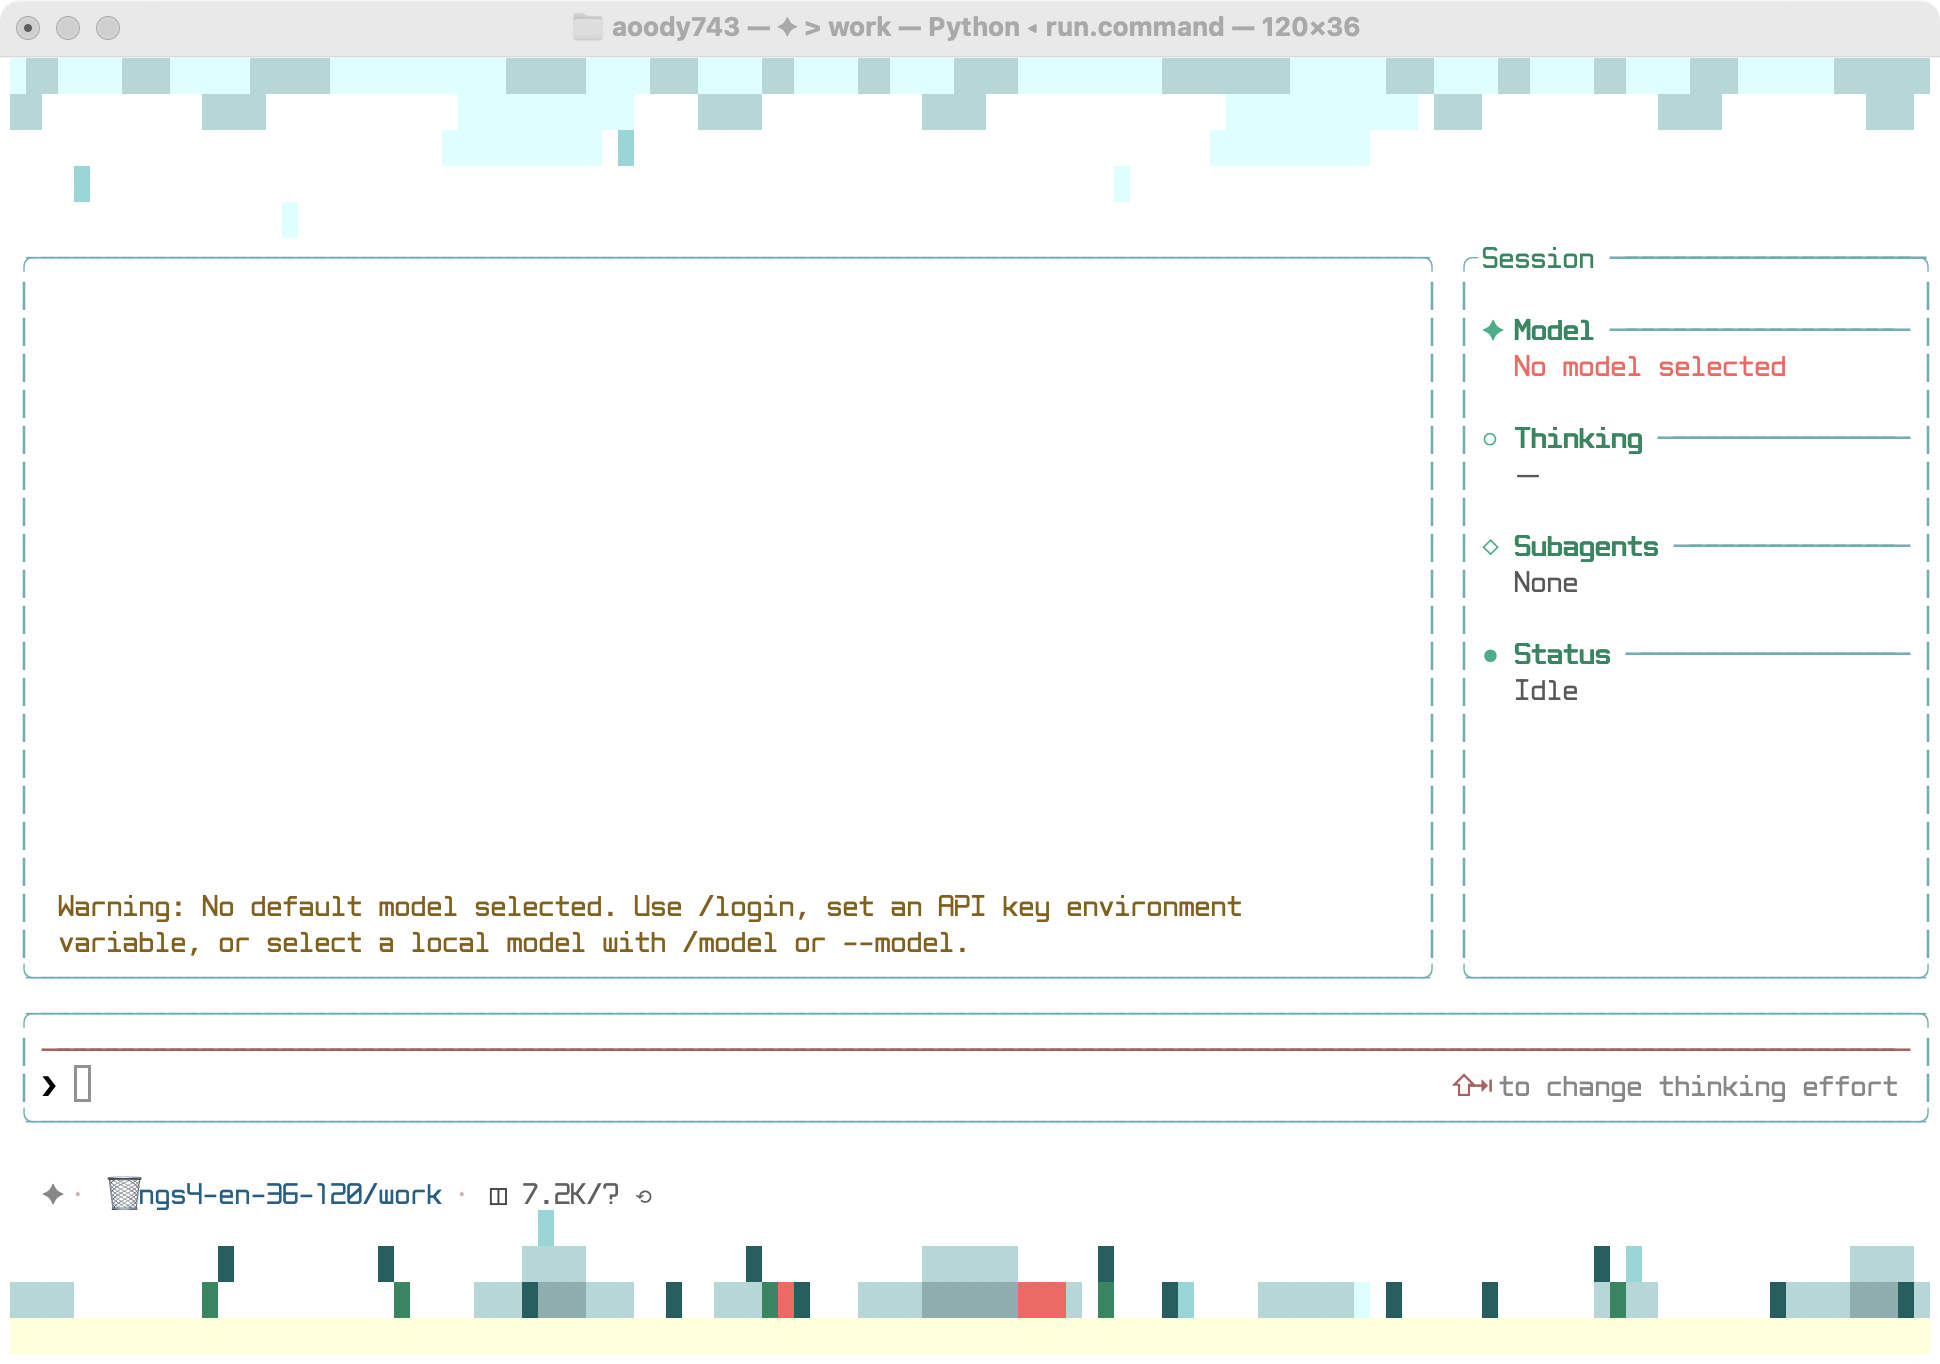 aoody743 — ✦ > work — Python ◂ run.command — 120×36
Session
✦ Model
No model selected
○ Thinking
—
◇ Subagents
None
● Status
Idle
Warning: No default model selected. Use /login, set an API key environment
variable, or select a local model with /model or --model.
❯ to change thinking effort
✦ · ngs4-en-36-120/work · ◫ 7.2K/? ⟲